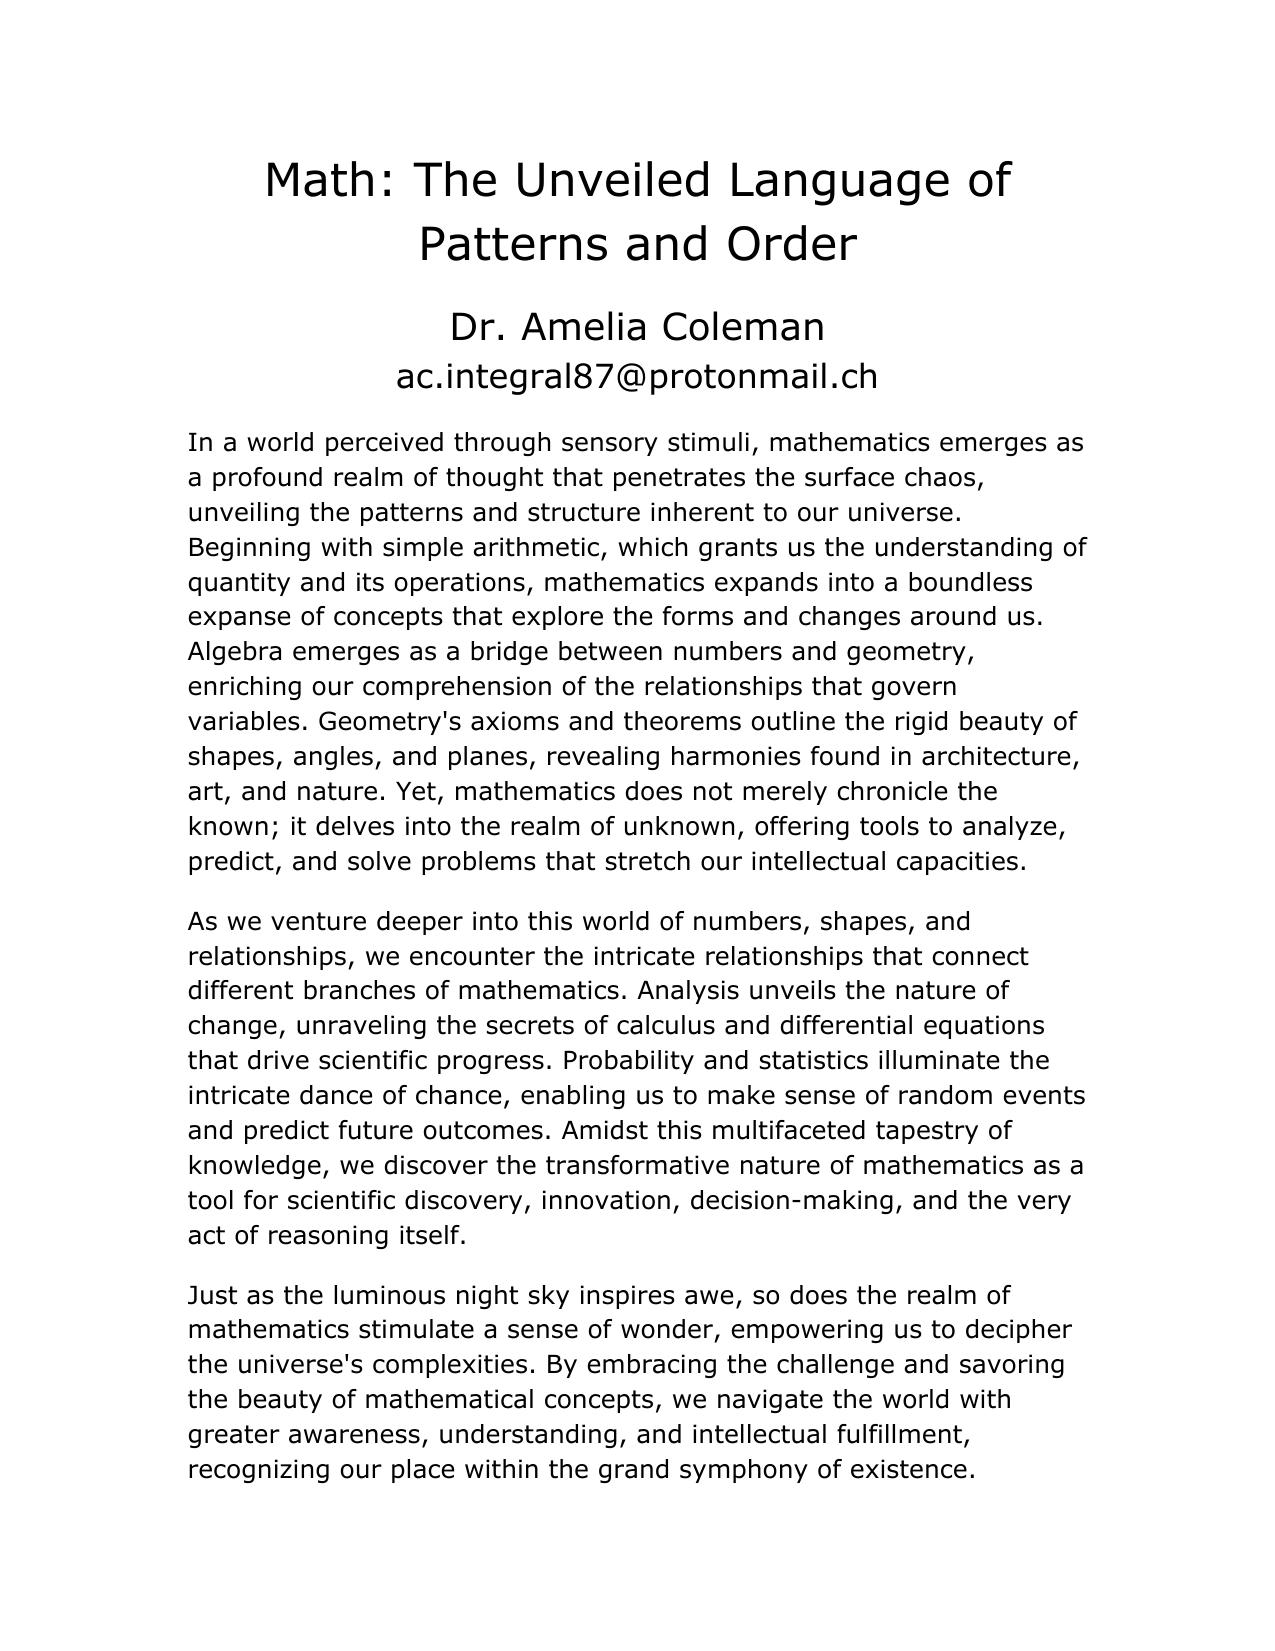 Math: The Unveiled Language of
Patterns and Order
Dr. Amelia Coleman
ac.integral87@protonmail.ch
In a world perceived through sensory stimuli, mathematics emerges as
a profound realm of thought that penetrates the surface chaos,
unveiling the patterns and structure inherent to our universe.
Beginning with simple arithmetic, which grants us the understanding of
quantity and its operations, mathematics expands into a boundless
expanse of concepts that explore the forms and changes around us.
Algebra emerges as a bridge between numbers and geometry,
enriching our comprehension of the relationships that govern
variables. Geometry's axioms and theorems outline the rigid beauty of
shapes, angles, and planes, revealing harmonies found in architecture,
art, and nature. Yet, mathematics does not merely chronicle the
known; it delves into the realm of unknown, offering tools to analyze,
predict, and solve problems that stretch our intellectual capacities.
As we venture deeper into this world of numbers, shapes, and
relationships, we encounter the intricate relationships that connect
different branches of mathematics. Analysis unveils the nature of
change, unraveling the secrets of calculus and differential equations
that drive scientific progress. Probability and statistics illuminate the
intricate dance of chance, enabling us to make sense of random events
and predict future outcomes. Amidst this multifaceted tapestry of
knowledge, we discover the transformative nature of mathematics as a
tool for scientific discovery, innovation, decision-making, and the very
act of reasoning itself.
Just as the luminous night sky inspires awe, so does the realm of
mathematics stimulate a sense of wonder, empowering us to decipher
the universe's complexities. By embracing the challenge and savoring
the beauty of mathematical concepts, we navigate the world with
greater awareness, understanding, and intellectual fulfillment,
recognizing our place within the grand symphony of existence.